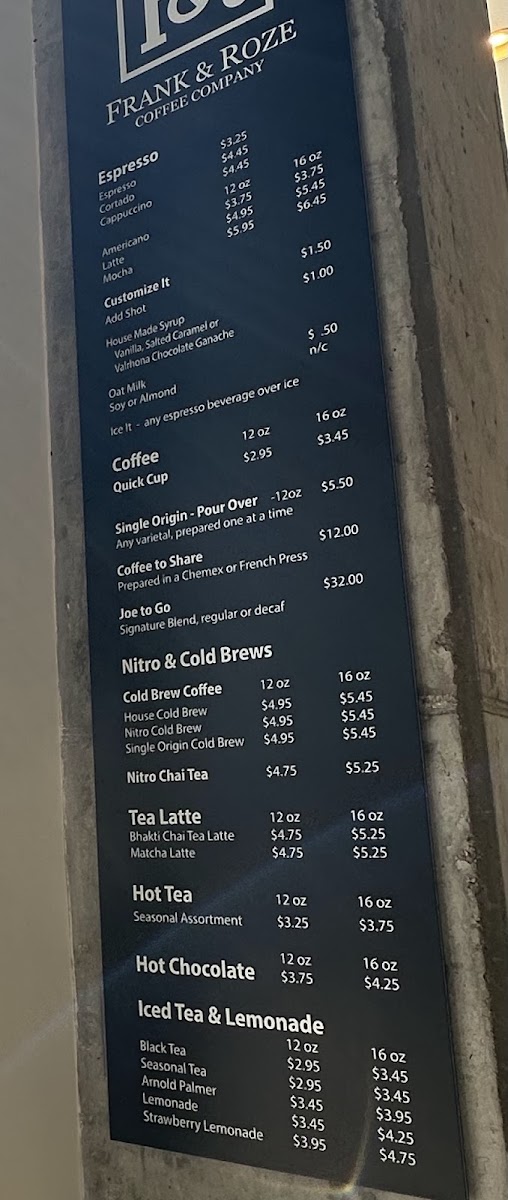 FRANK & ROZE
COFFEE COMPANY
Espresso
Espresso $3.25
Cortado $4.45
Cappuccino $4.45
12 oz 16 oz
Americano $3.75 $3.75
Latte $4.95 $5.45
Mocha $5.95 $6.45
Customize It
Add Shot $1.50
House Made Syrup $1.00
Vanilla, Salted Caramel or
Valrhona Chocolate Ganache
Oat Milk $ .50
Soy or Almond n/c
Ice It - any espresso beverage over ice
Coffee 12 oz 16 oz
Quick Cup $2.95 $3.45
Single Origin - Pour Over -12oz $5.50
Any varietal, prepared one at a time
Coffee to Share $12.00
Prepared in a Chemex or French Press
Joe to Go $32.00
Signature Blend, regular or decaf
Nitro & Cold Brews
Cold Brew Coffee 12 oz 16 oz
House Cold Brew $4.95 $5.45
Nitro Cold Brew $4.95 $5.45
Single Origin Cold Brew $4.95 $5.45
Nitro Chai Tea $4.75 $5.25
Tea Latte 12 oz 16 oz
Bhakti Chai Tea Latte $4.75 $5.25
Matcha Latte $4.75 $5.25
Hot Tea 12 oz 16 oz
Seasonal Assortment $3.25 $3.75
Hot Chocolate 12 oz 16 oz
$3.75 $4.25
Iced Tea & Lemonade
12 oz 16 oz
Black Tea $2.95 $3.45
Seasonal Tea $2.95 $3.45
Arnold Palmer $3.45 $3.95
Lemonade $3.45 $4.25
Strawberry Lemonade $3.95 $4.75